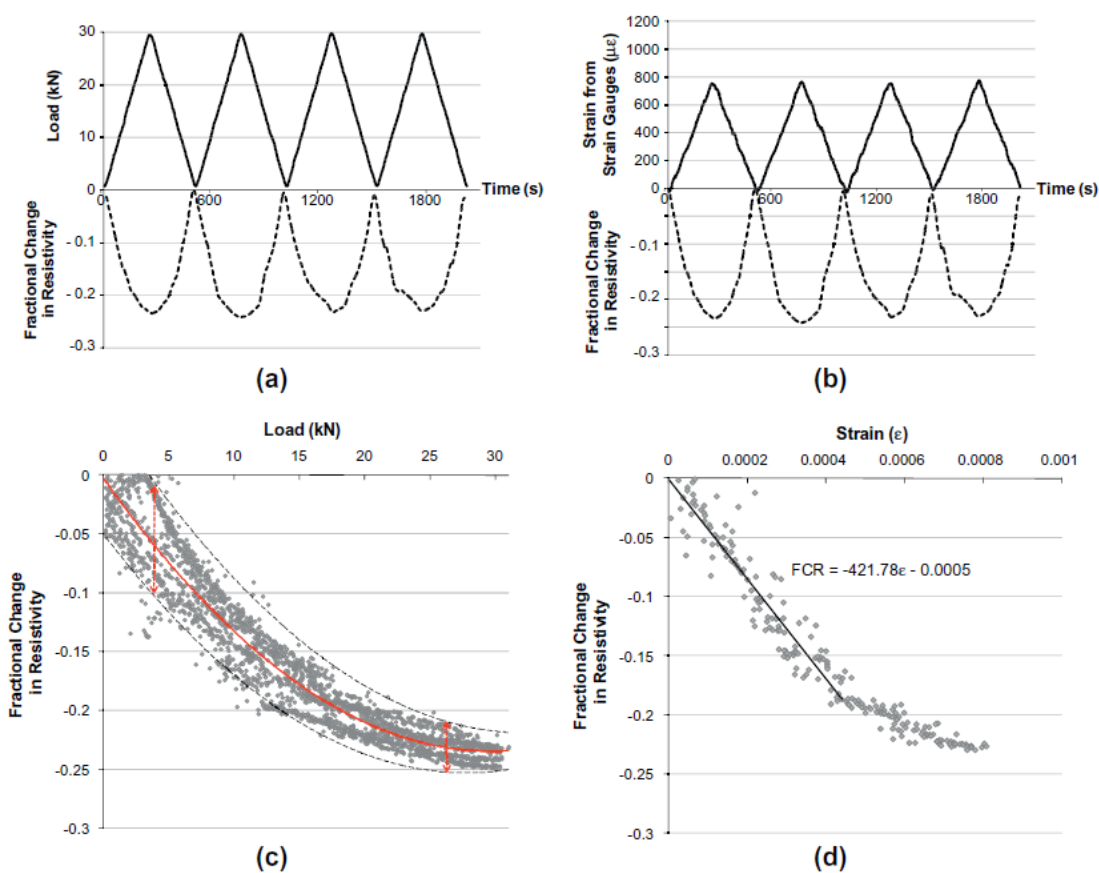 30
20
10
0
Load (kN)
600
1200
1800
Time (s)
- 0.1
- 0.2
-0.3
Fractional Change
in Resistivity
0
(a)
1200
1000
800
600
400
200
0
Strain from
Strain Gauges (με)
0
600
1200
1800
Time (s)
- 0.1
- 0.2
-0.3
Fractional Change
in Resistivity
(b)
Load (kN)
0
5
10
15
20
25
30
0
-0.05
-0.1
-0.15
-0.2
-0.25
-0.3
Fractional Change
in Resistivity
(c)
Strain (ε)
0
0.0002
0.0004
0.0006
0.0008
0.001
0
-0.05
-0.1
-0.15
-0.2
-0.25
-0.3
FCR = -421.78ε - 0.0005
Fractional Change
in Resistivity
(d)